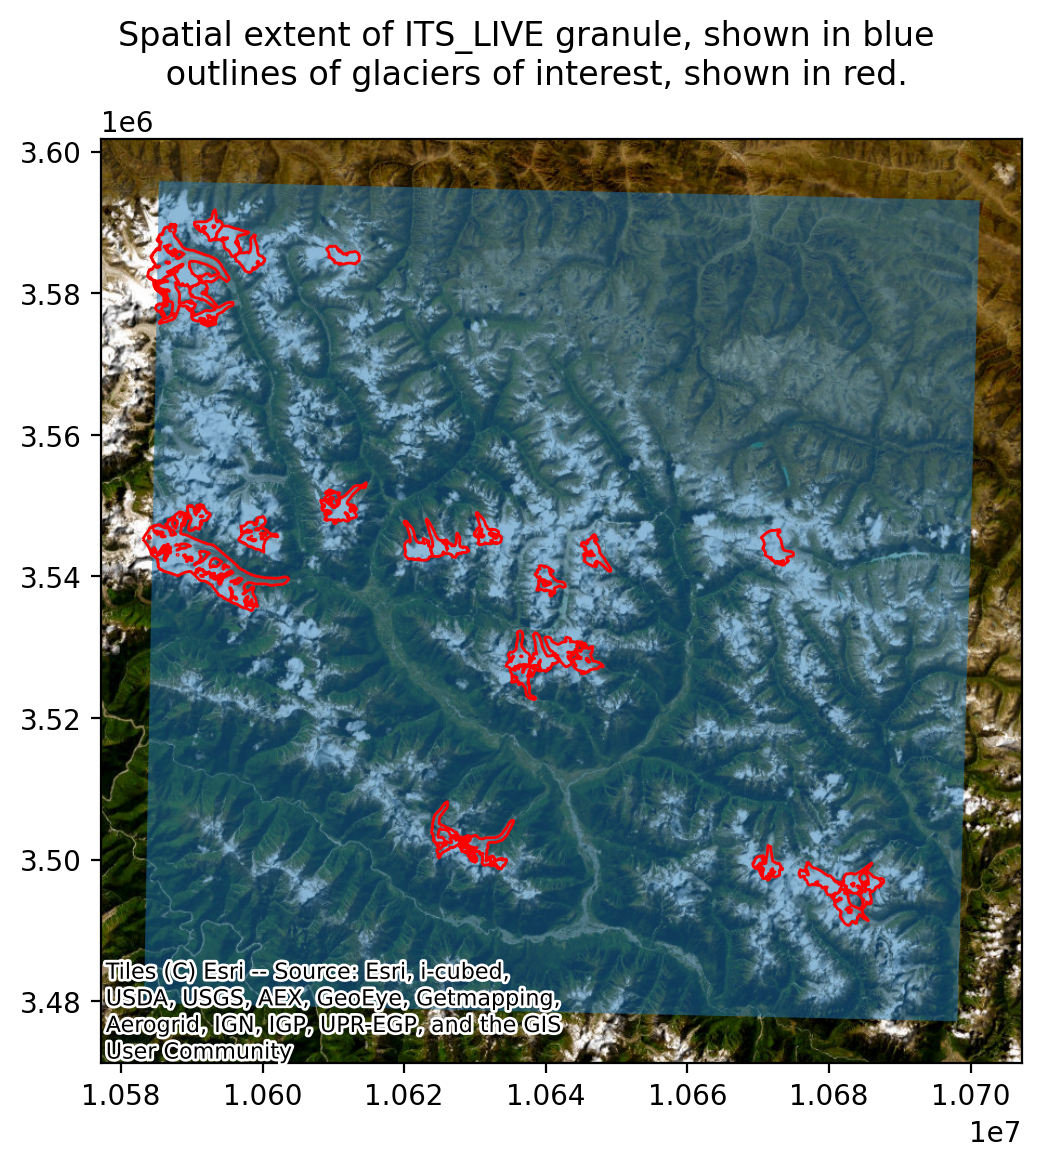 Spatial extent of ITS_LIVE granule, shown in blue
outlines of glaciers of interest, shown in red.
1e6
3.60
3.58
3.56
3.54
3.52
3.50
3.48
Tiles (C) Esri -- Source: Esri, i-cubed,
USDA, USGS, AEX, GeoEye, Getmapping,
Aerogrid, IGN, IGP, UPR-EGP, and the GIS
User Community
1.058 1.060 1.062 1.064 1.066 1.068 1.070
1e7